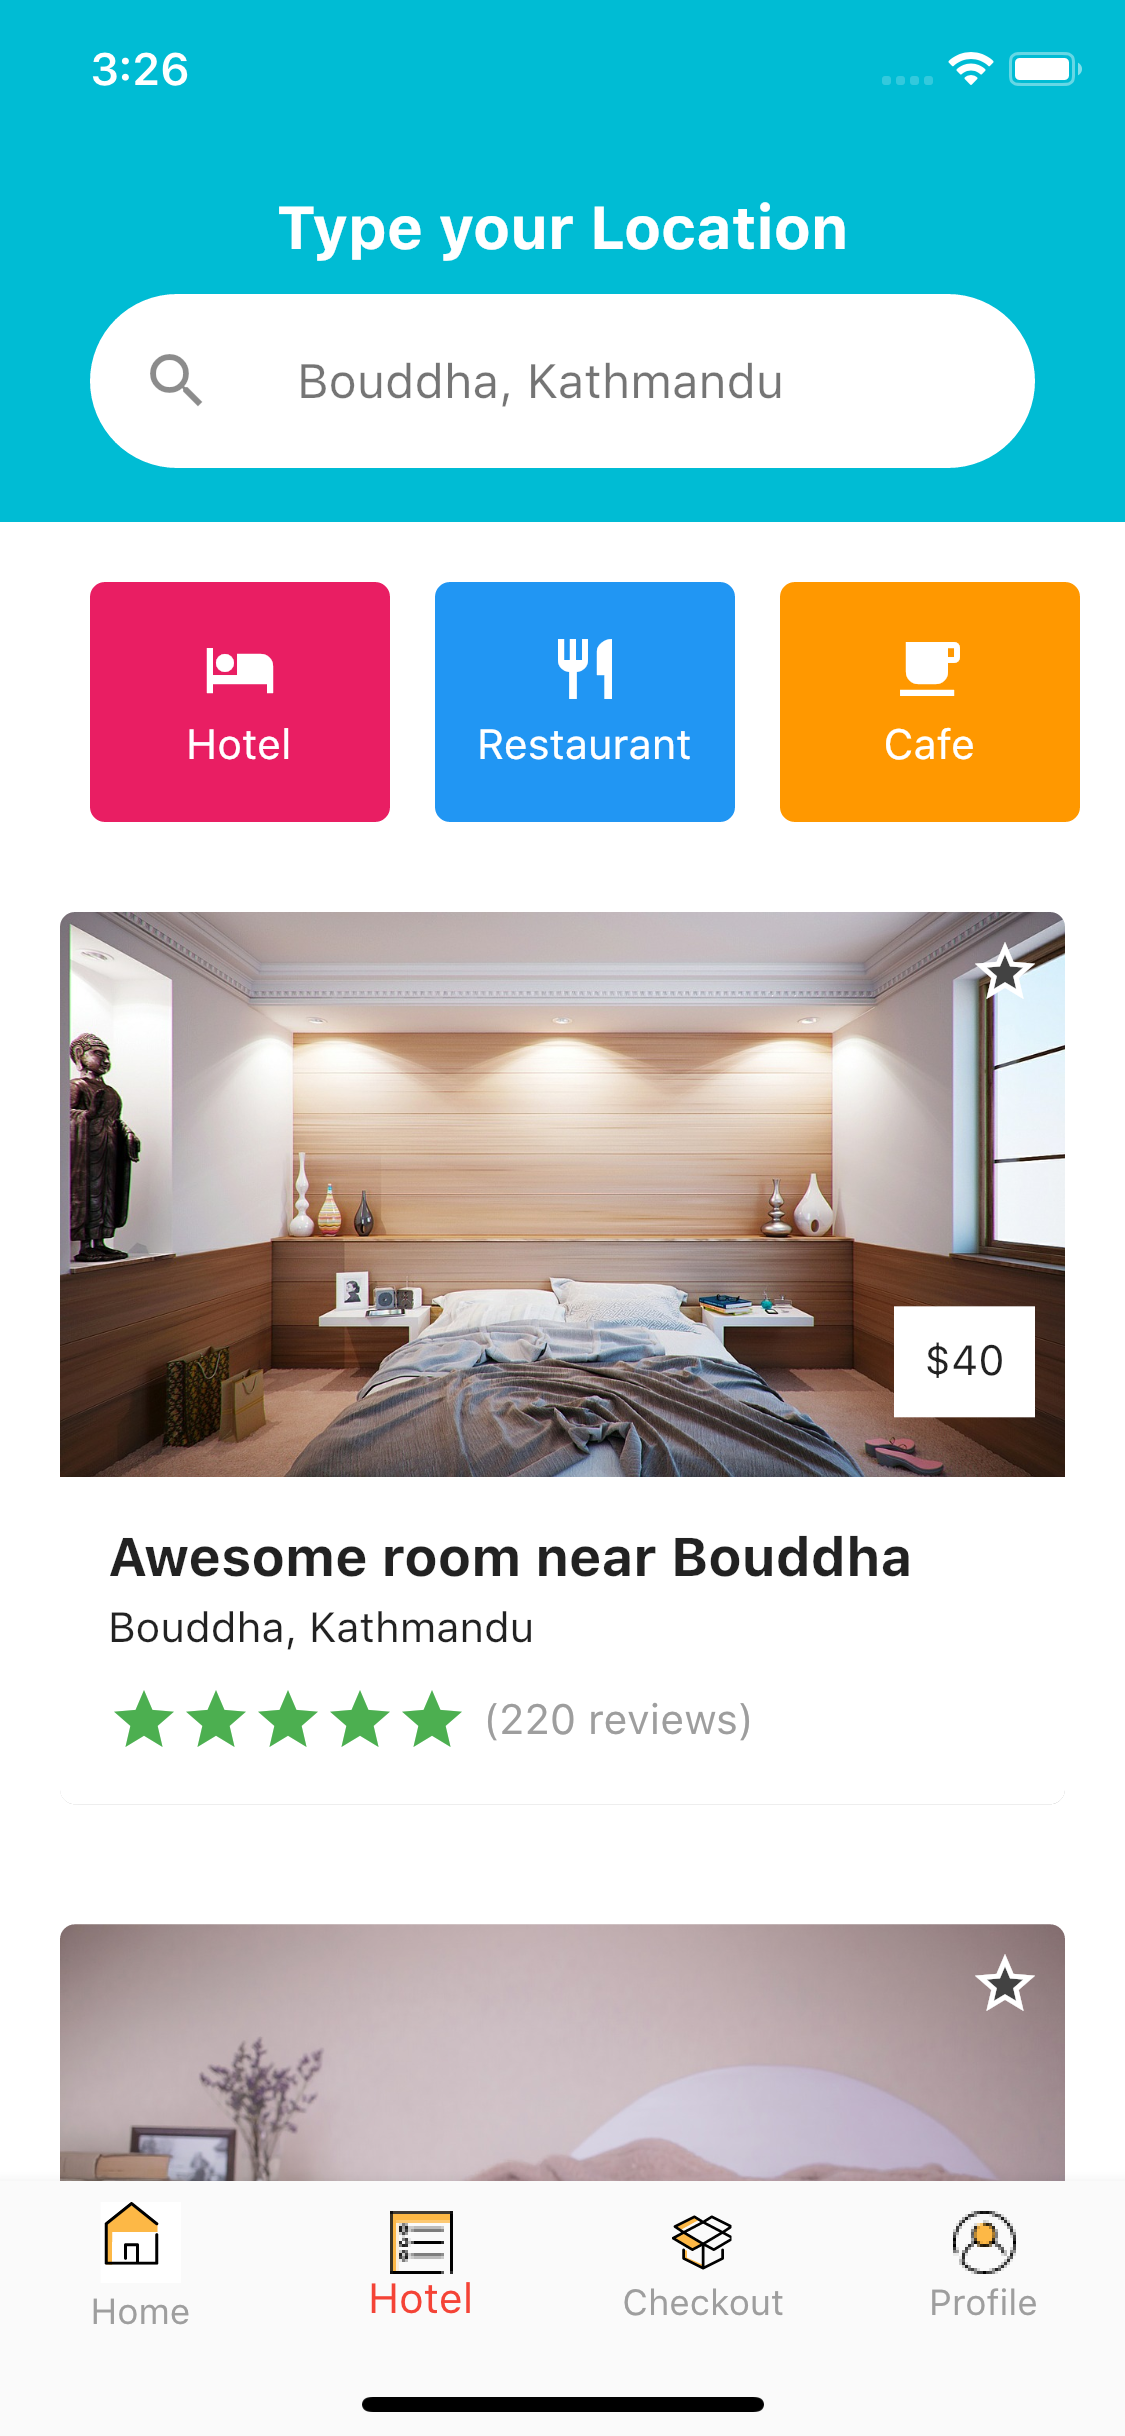 3:26
Type your Location
Bouddha, Kathmandu
Hotel
Restaurant
Cafe
$40
Awesome room near Bouddha
Bouddha, Kathmandu
(220 reviews)
Home
Hotel
Checkout
Profile